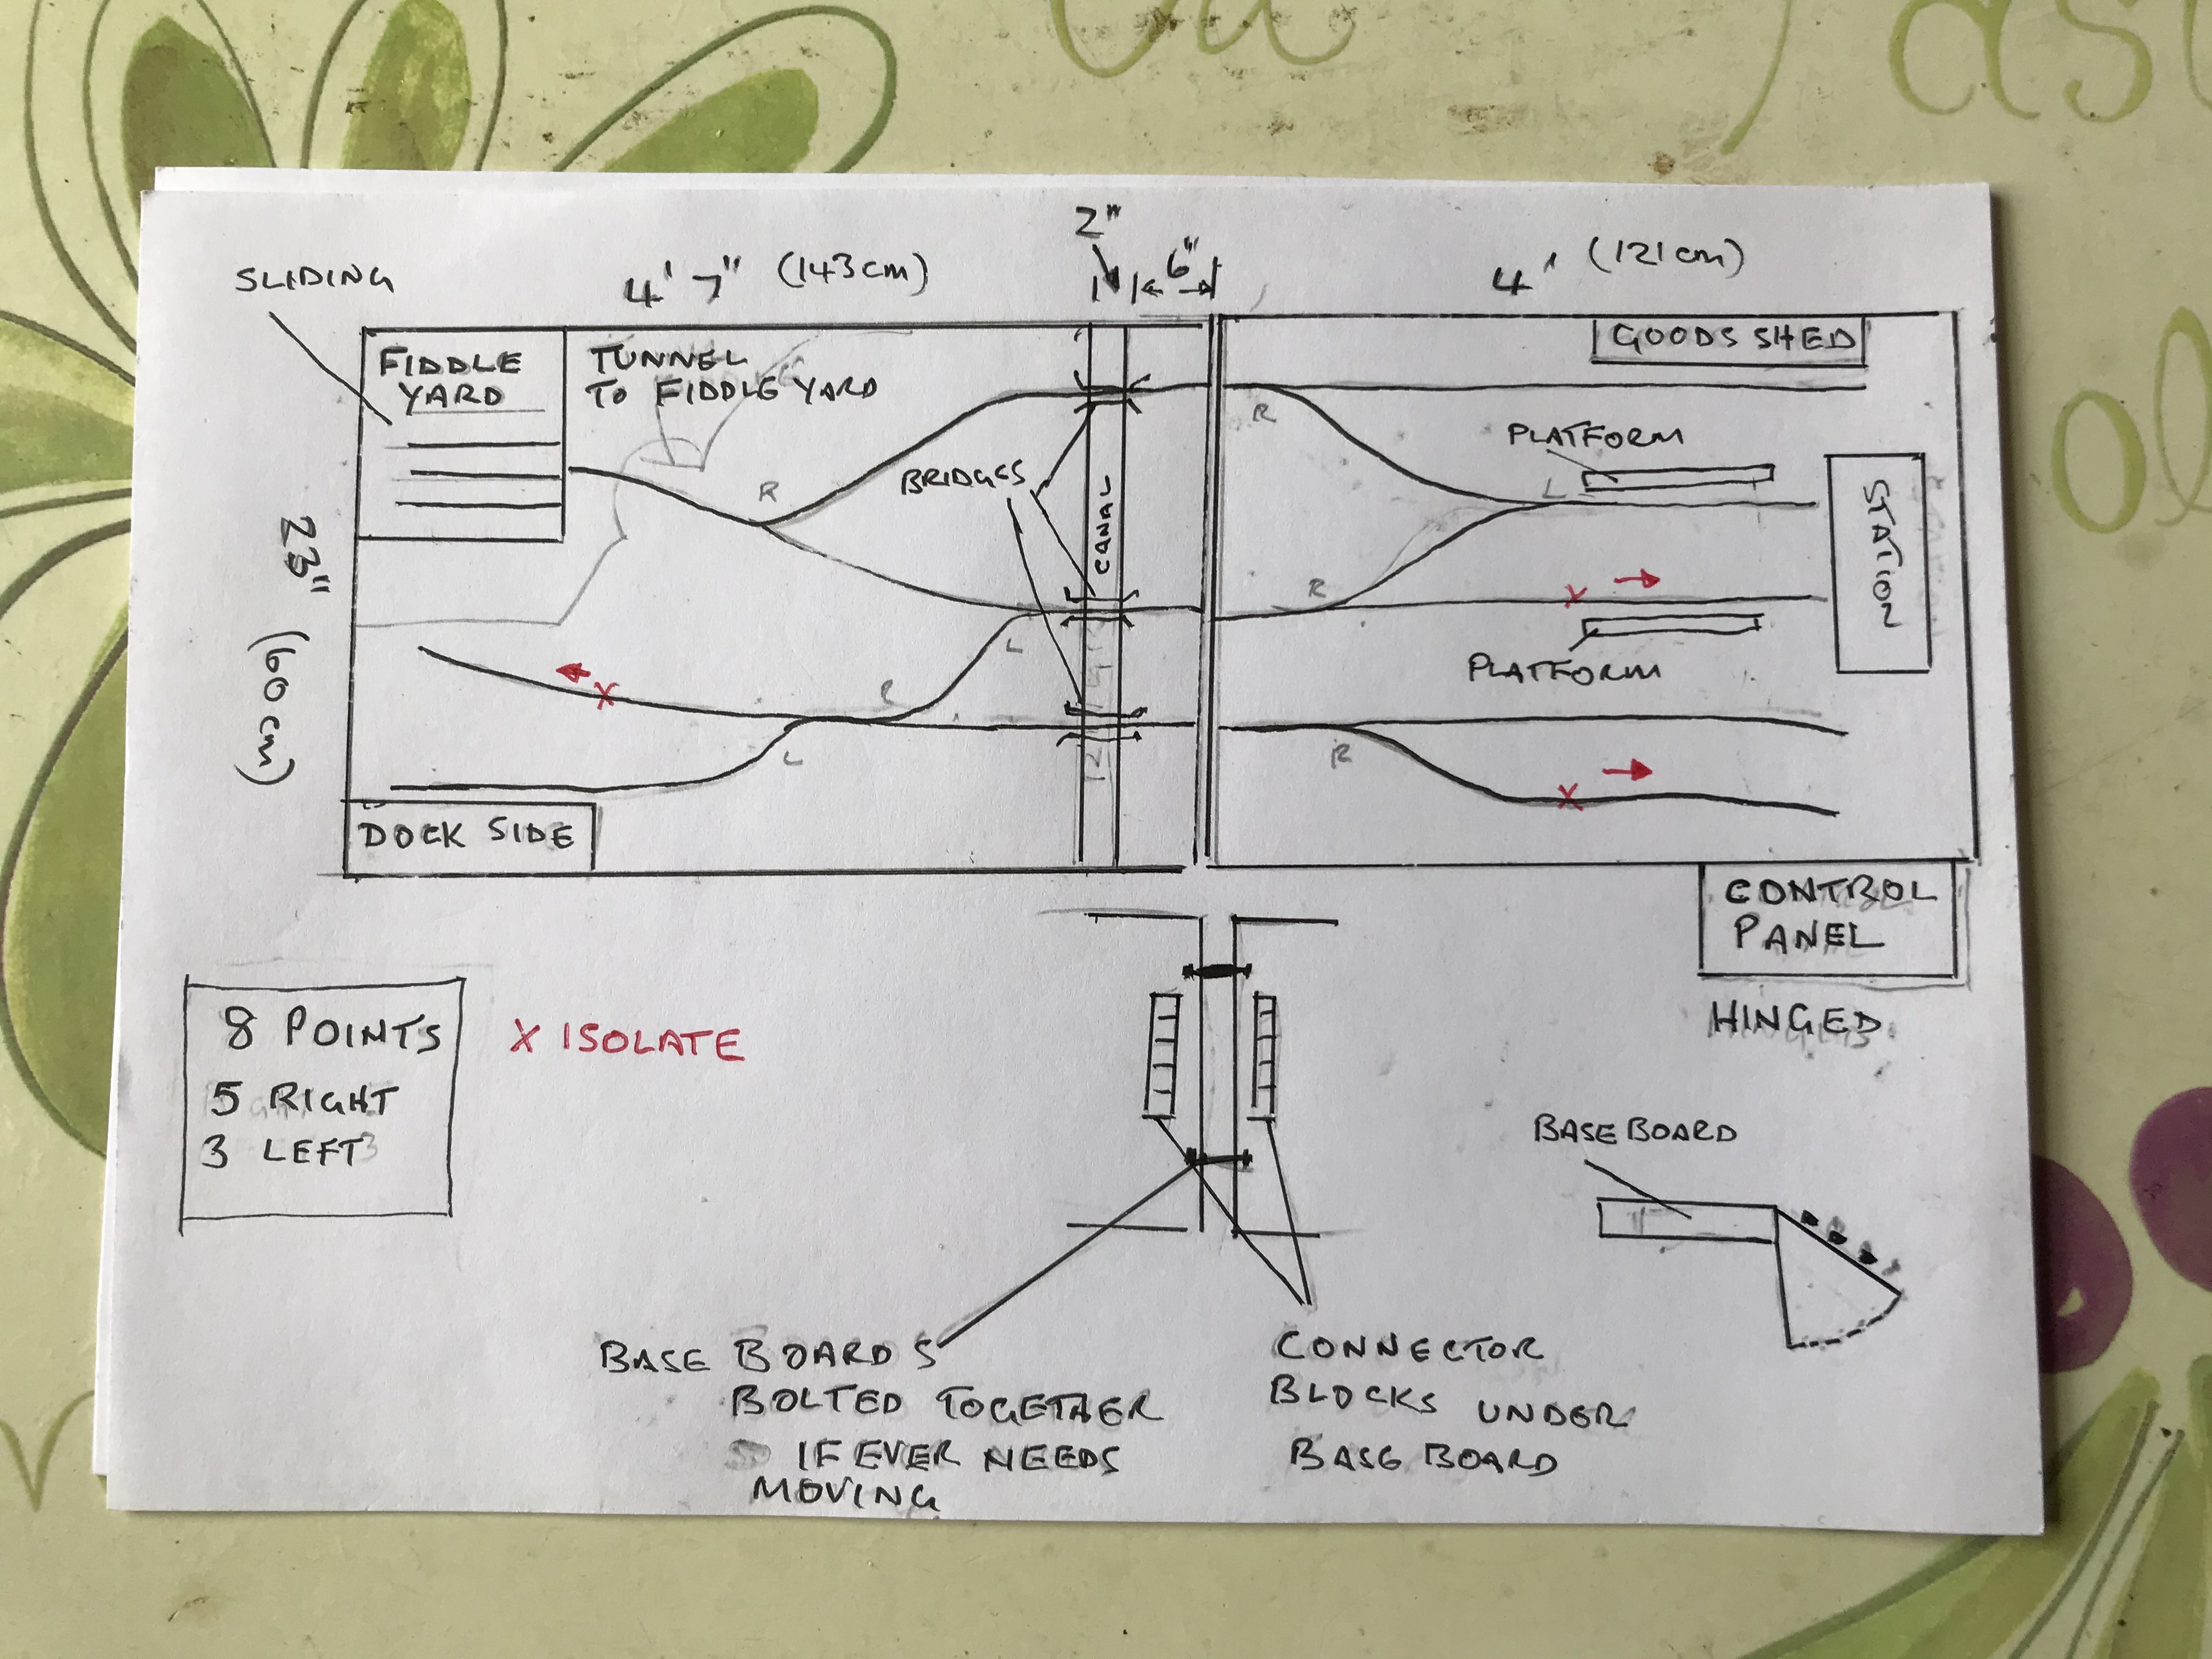 2"
6"
SLIDING
4' 7" (143cm)
4' (121cm)
FIDDLE
YARD
TUNNEL
TO FIDDLE YARD
GOODS SHED
R
R
PLATFORM
L
BRIDGES
CANAL
STATION
R
X
23" (60cm)
R
L
X
PLATFORM
L
R
X
DOCK SIDE
CONTROL
PANEL
HINGED
8 POINTS
5 RIGHT
3 LEFT
X ISOLATE
BASE BOARD
BASE BOARDS
BOLTED TOGETHER
IF EVER NEEDS
MOVING
CONNECTOR
BLOCKS UNDER
BASE BOARD